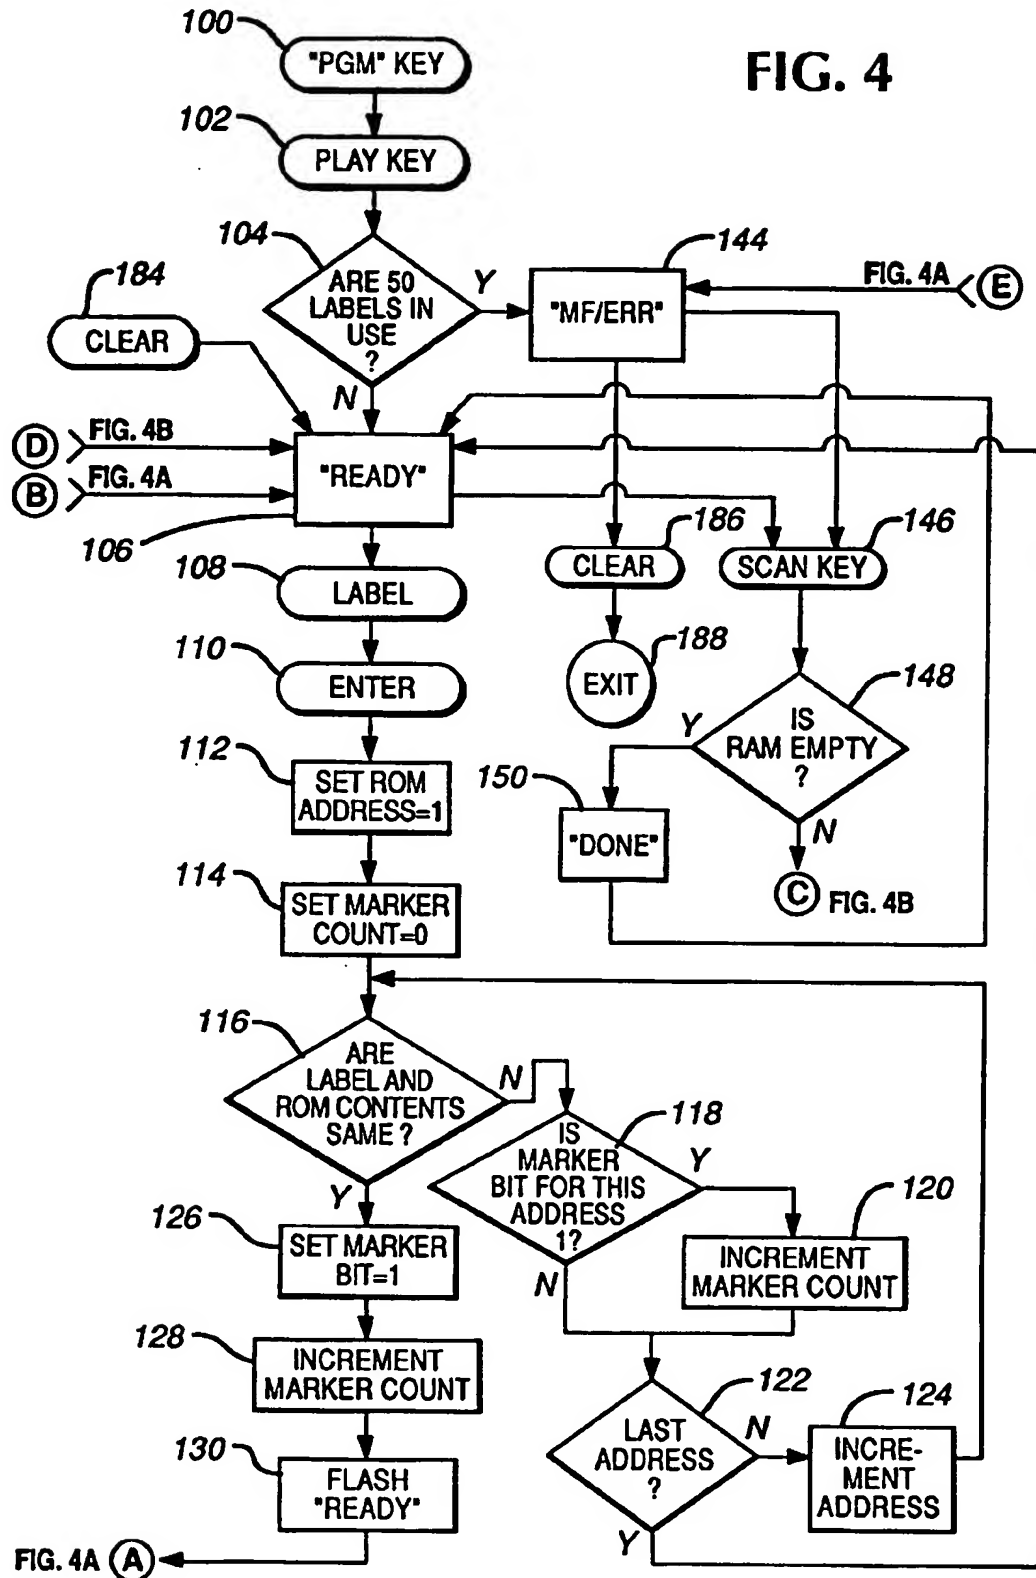 FIG. 4
100
"PGM" KEY
102
PLAY KEY
104
ARE 50
LABELS IN
USE
?
Y
N
144
"MF/ERR"
FIG. 4A
E
184
CLEAR
D
FIG. 4B
B
FIG. 4A
"READY"
106
186
CLEAR
146
SCAN KEY
108
LABEL
188
EXIT
110
ENTER
148
IS
RAM EMPTY
?
Y
N
112
SET ROM
ADDRESS=1
150
"DONE"
C
FIG. 4B
114
SET MARKER
COUNT=0
116
ARE
LABEL AND
ROM CONTENTS
SAME ?
N
Y
118
IS
MARKER
BIT FOR THIS
ADDRESS
1?
Y
N
120
INCREMENT
MARKER COUNT
126
SET MARKER
BIT=1
128
INCREMENT
MARKER COUNT
122
LAST
ADDRESS
?
N
Y
124
INCRE-
MENT
ADDRESS
130
FLASH
"READY"
FIG. 4A
A